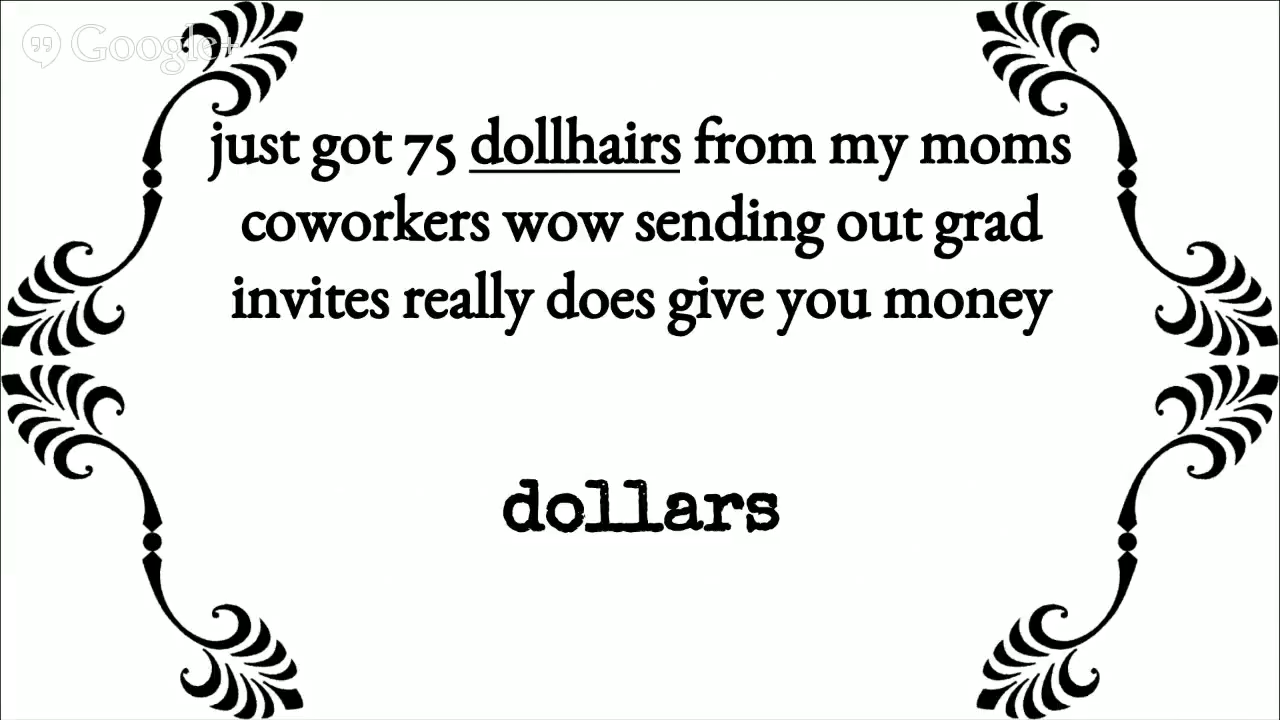 Google+
just got 75 dollhairs from my moms
coworkers wow sending out grad
invites really does give you money
dollars